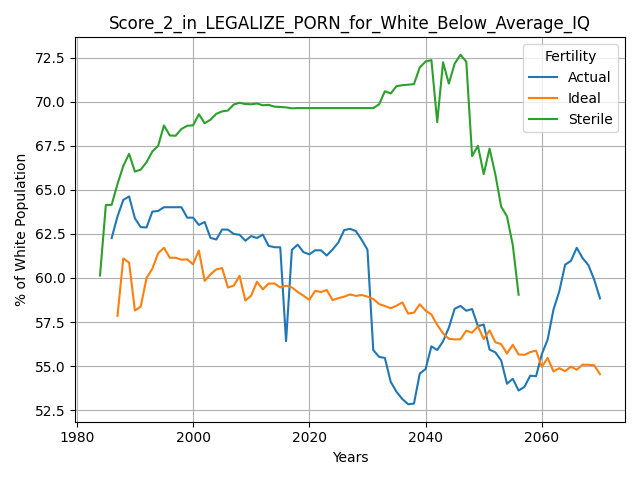 Score_2_in_LEGALIZE_PORN_for_White_Below_Average_IQ
Fertility
Actual
Ideal
Sterile
% of White Population
72.5
70.0
67.5
65.0
62.5
60.0
57.5
55.0
52.5
1980
2000
2020
2040
2060
Years